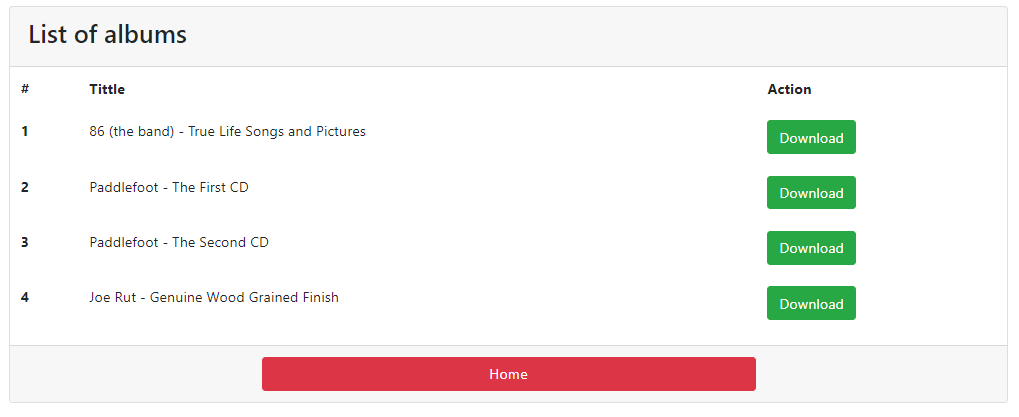 List of albums
# Tittle Action
1 86 (the band) - True Life Songs and Pictures Download
2 Paddlefoot - The First CD Download
3 Paddlefoot - The Second CD Download
4 Joe Rut - Genuine Wood Grained Finish Download
Home